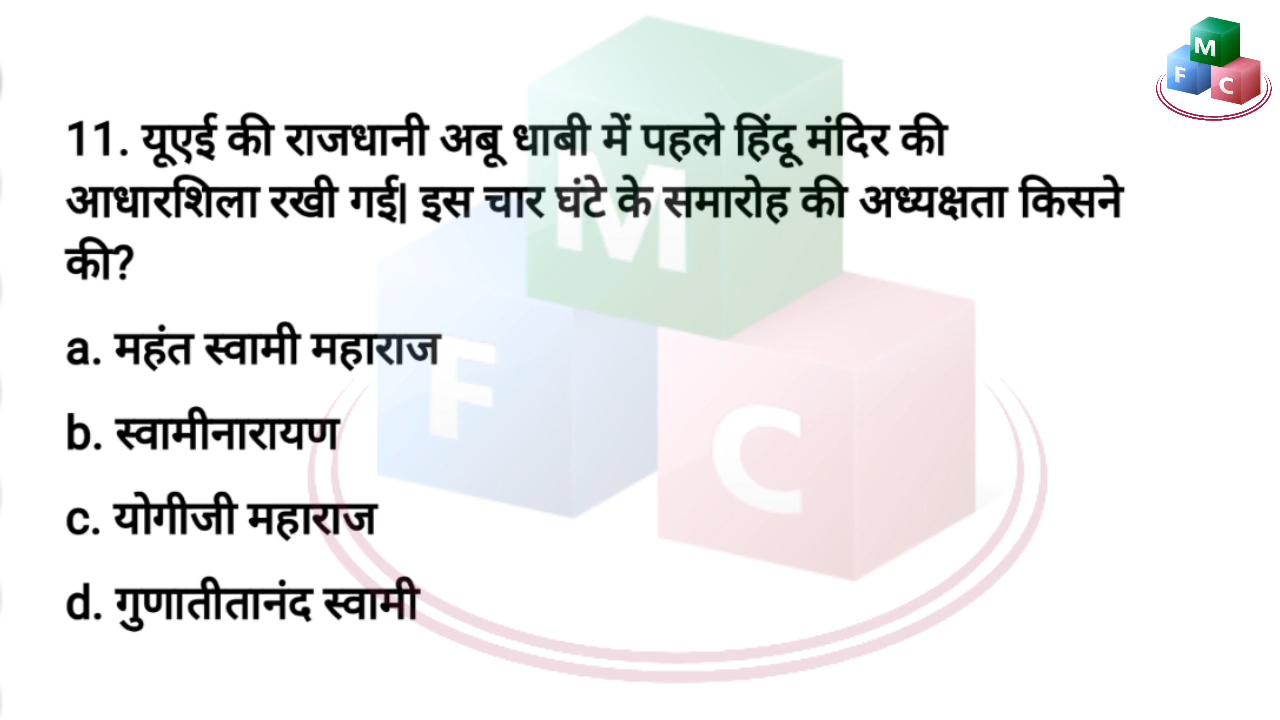 M
F C
11. यूएई की राजधानी अबू धाबी में पहले हिंदू मंदिर की
आधारशिला रखी गई| इस चार घंटे के समारोह की अध्यक्षता किसने
की?
a. महंत स्वामी महाराज
b. स्वामीनारायण
c. योगीजी महाराज
d. गुणातीतानंद स्वामी
M
F
C